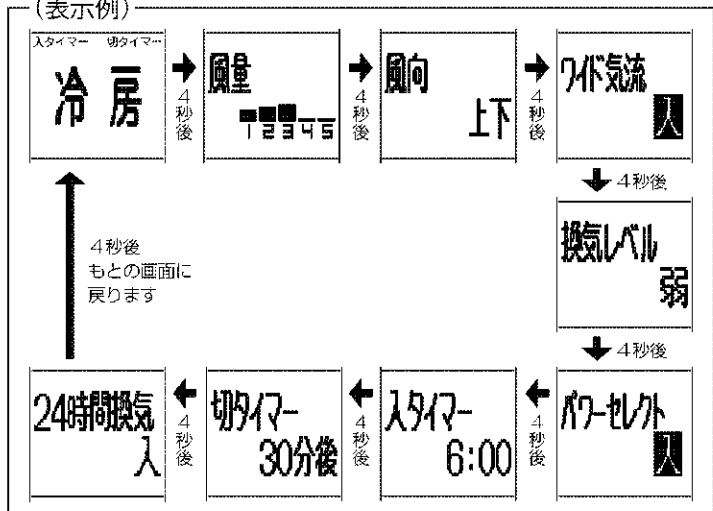 (表示例)
入タイマー 切タイマー
冷房
4秒後
風量
1 2 3 4 5
4秒後
風向
上下
4秒後
ワイド気流
入
4秒後
換気レベル
弱
4秒後
パワーセレクト
入
4秒後
入タイマー
6:00
4秒後
切タイマー
30分後
4秒後
24時間換気
入
4秒後
もとの画面に
戻ります